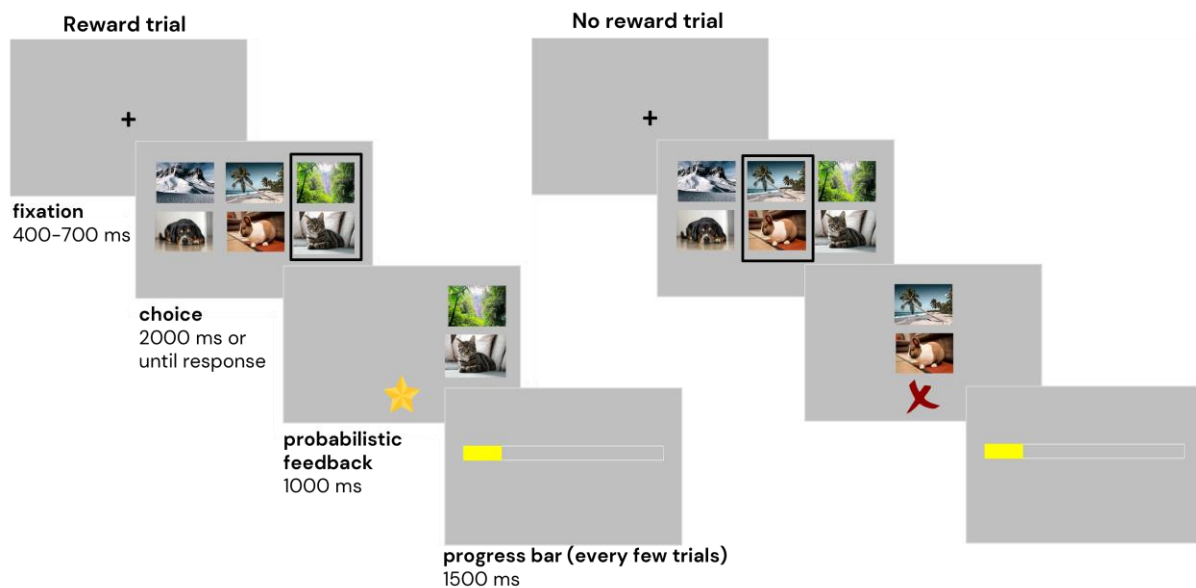 Reward trial
No reward trial
fixation
400-700 ms
choice
2000 ms or
until response
probabilistic
feedback
1000 ms
progress bar (every few trials)
1500 ms